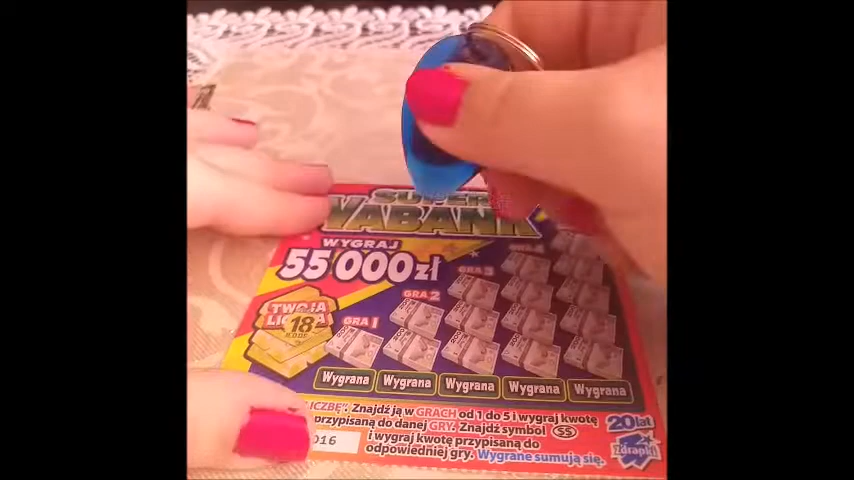 SUPER
VABANK
WYGRAJ
55 000 zł
TWOJA
18
GRA 1
GRA 2
GRA 3
Wygrana Wygrana Wygrana Wygrana Wygrana
LICZBĘ". Znajdź ją w GRACH od 1 do 5 i wygraj kwotę
przypisaną do danej GRY. Znajdź symbol 55
i wygraj kwotę przypisaną do
odpowiedniej gry. Wygrane sumują się.
016
20 lat
Zdrapki